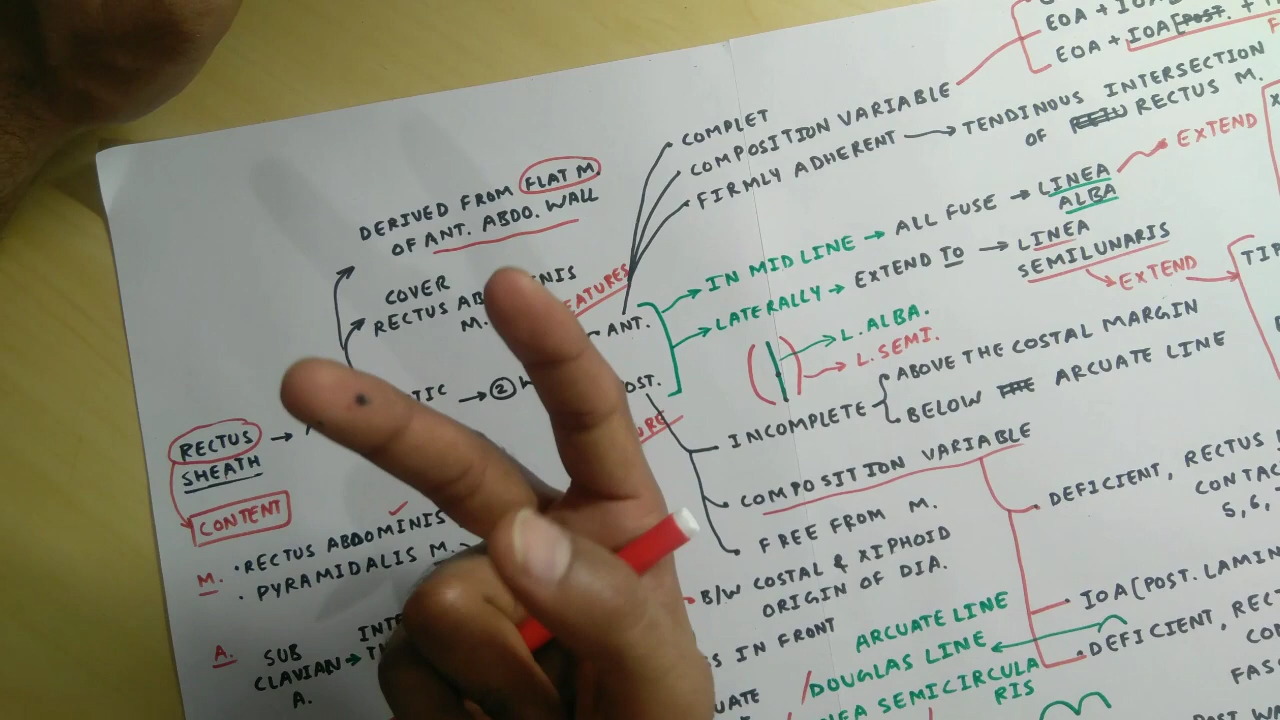 EOA + IOA
EOA + IOA [POST. +
COMPLET
COMPOSITION VARIABLE
FIRMLY ADHERENT → TENDINOUS INTERSECTION
OF RECTUS M.
DERIVED FROM FLAT M.
OF ANT. ABDO. WALL
COVER
RECTUS
M.
ANT.
IN MID LINE → ALL FUSE → LINEA
ALBA
EXTEND
LATERALLY → EXTEND TO → LINEA
SEMILUNARIS
EXTEND
L. ALBA.
L. SEMI.
→ ②
INCOMPLETE
ABOVE THE COSTAL MARGIN
BELOW ARCUATE LINE
COMPOSITION VARIABLE
FREE FROM M.
DEFICIENT, RECTUS
5, 6,
IOA [POST.
DEFICIENT,
RECTUS
SHEATH
CONTENT
M. • RECTUS ABDOMINIS
• PYRAMIDALIS M.
A. SUB
CLAVIAN →
A.
B/W COSTAL & XIPHOID
ORIGIN OF DIA.
IN FRONT
ARCUATE LINE
DOUGLAS LINE
SEMICIRCULA
RIS